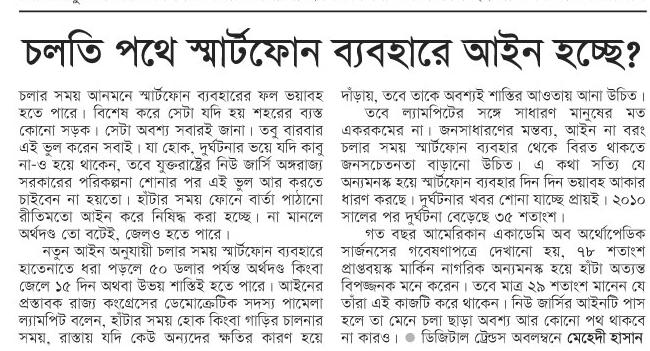 চলতি পথে স্মার্টফোন ব্যবহারে আইন হচ্ছে?
চলার সময় আনমনে স্মার্টফোন ব্যবহারের ফল ভয়াবহ
হতে পারে। বিশেষ করে সেটা যদি হয় শহরের ব্যস্ত
কোনো সড়ক। সেটা অবশ্য সবারই জানা। তবু বারবার
এই ভুল করেন সবাই। যা হোক, দুর্ঘটনার ভয়ে যদি কাবু
না-ও হয়ে থাকেন, তবে যুক্তরাষ্ট্রের নিউ জার্সি অঙ্গরাজ্য
সরকারের পরিকল্পনা শোনার পর এই ভুল আর করতে
চাইবেন না হয়তো। হাঁটার সময় ফোনে বার্তা পাঠানো
রীতিমতো আইন করে নিষিদ্ধ করা হচ্ছে। না মানলে
অর্থদণ্ড তো বটেই, জেলও হতে পারে।
নতুন আইন অনুযায়ী চলার সময় স্মার্টফোন ব্যবহারে
হাতেনাতে ধরা পড়লে ৫০ ডলার পর্যন্ত অর্থদণ্ড কিংবা
জেলে ১৫ দিন অথবা উভয় শাস্তিই হতে পারে। আইনের
প্রস্তাবক রাজ্য কংগ্রেসের ডেমোক্রেটিক সদস্য পামেলা
ল্যামপিট বলেন, হাঁটার সময় হোক কিংবা গাড়ির চালনার
সময়, রাস্তায় যদি কেউ অন্যদের ক্ষতির কারণ হয়ে
দাঁড়ায়, তবে তাকে অবশ্যই শাস্তির আওতায় আনা উচিত।
তবে ল্যামপিটের সঙ্গে সাধারণ মানুষের মত
একরকমের না। জনসাধারণের মন্তব্য, আইন না বরং
চলার সময় স্মার্টফোন ব্যবহার থেকে বিরত থাকতে
জনসচেতনতা বাড়ানো উচিত। এ কথা সত্যি যে
অন্যমনস্ক হয়ে স্মার্টফোন ব্যবহার দিন দিন ভয়াবহ আকার
ধারণ করছে। দুর্ঘটনার খবর শোনা যাচ্ছে প্রায়ই। ২০১০
সালের পর দুর্ঘটনা বেড়েছে ৩৫ শতাংশ।
গত বছর আমেরিকান একাডেমি অব অর্থোপেডিক
সার্জনসের গবেষণাপত্রে দেখানো হয়, ৭৮ শতাংশ
প্রাপ্তবয়স্ক মার্কিন নাগরিক অন্যমনস্ক হয়ে হাঁটা অত্যন্ত
বিপজ্জনক মনে করেন। তবে মাত্র ২৯ শতাংশ মানেন যে
তাঁরা এই কাজটি করে থাকেন। নিউ জার্সির আইনটি পাস
হলে তা মেনে চলা ছাড়া অবশ্য আর কোনো পথ থাকবে
না কারও। ● ডিজিটাল ট্রেন্ডস অবলম্বনে মেহেদী হাসান